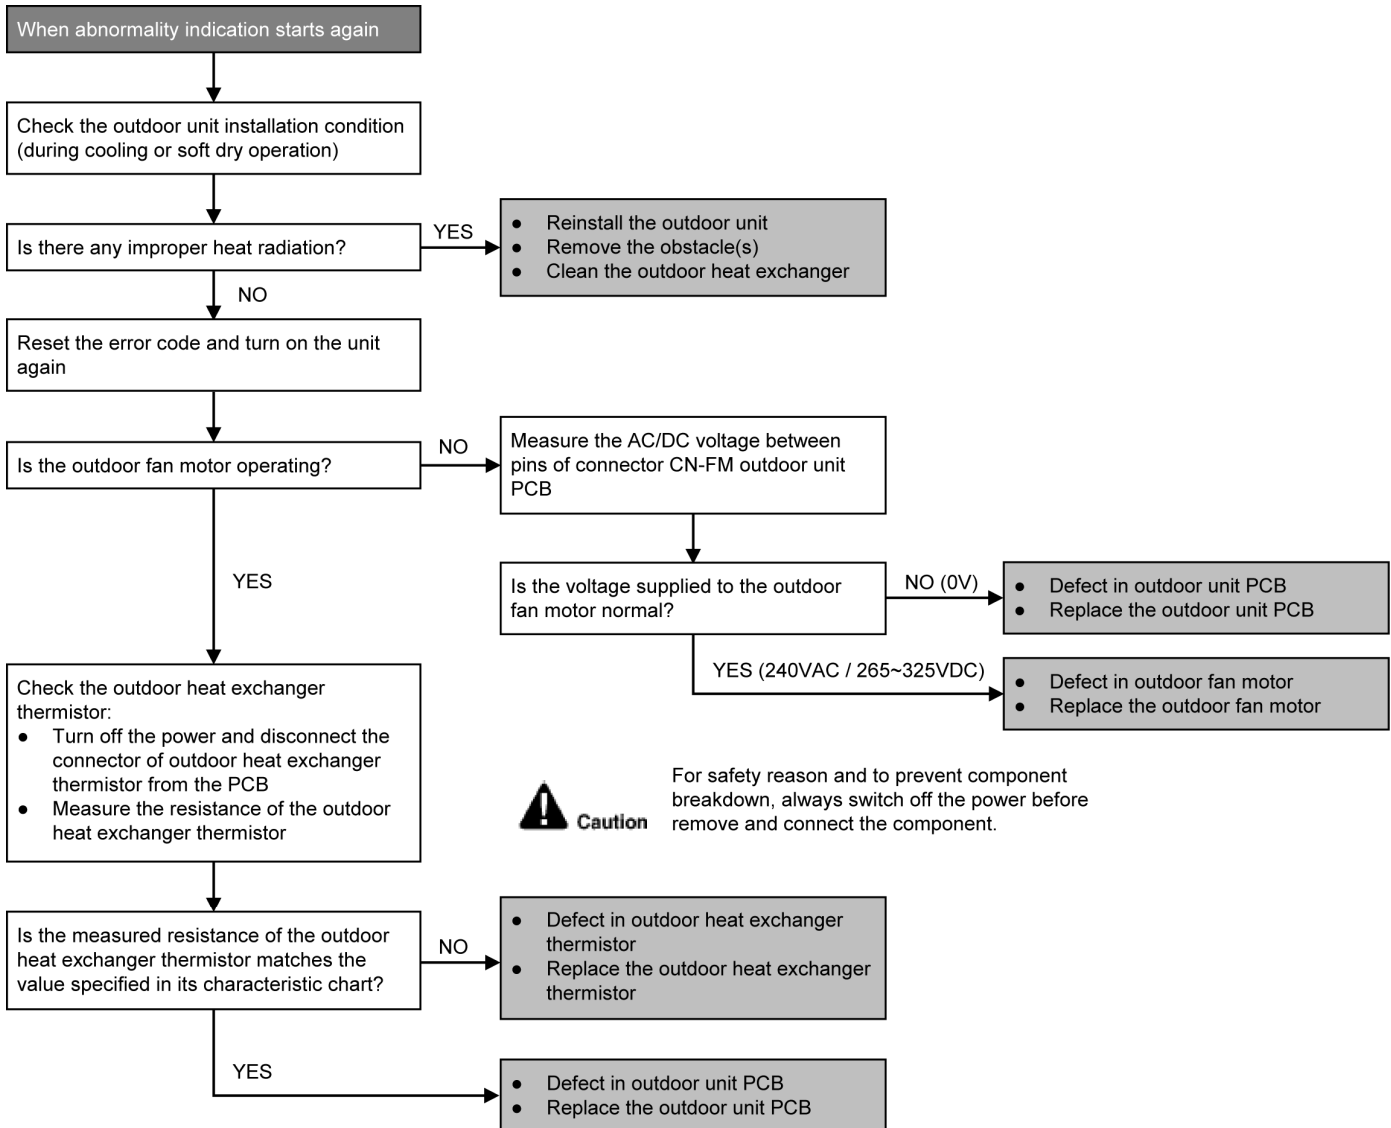 When abnormality indication starts again
Check the outdoor unit installation condition
(during cooling or soft dry operation)
Is there any improper heat radiation?
YES
● Reinstall the outdoor unit
● Remove the obstacle(s)
● Clean the outdoor heat exchanger
NO
Reset the error code and turn on the unit
again
Is the outdoor fan motor operating?
NO
Measure the AC/DC voltage between
pins of connector CN-FM outdoor unit
PCB
YES
Is the voltage supplied to the outdoor
fan motor normal?
NO (0V)
● Defect in outdoor unit PCB
● Replace the outdoor unit PCB
YES (240VAC / 265~325VDC)
● Defect in outdoor fan motor
● Replace the outdoor fan motor
Check the outdoor heat exchanger
thermistor:
● Turn off the power and disconnect the
connector of outdoor heat exchanger
thermistor from the PCB
● Measure the resistance of the outdoor
heat exchanger thermistor
Caution
For safety reason and to prevent component
breakdown, always switch off the power before
remove and connect the component.
Is the measured resistance of the outdoor
heat exchanger thermistor matches the
value specified in its characteristic chart?
NO
● Defect in outdoor heat exchanger
thermistor
● Replace the outdoor heat exchanger
thermistor
YES
● Defect in outdoor unit PCB
● Replace the outdoor unit PCB